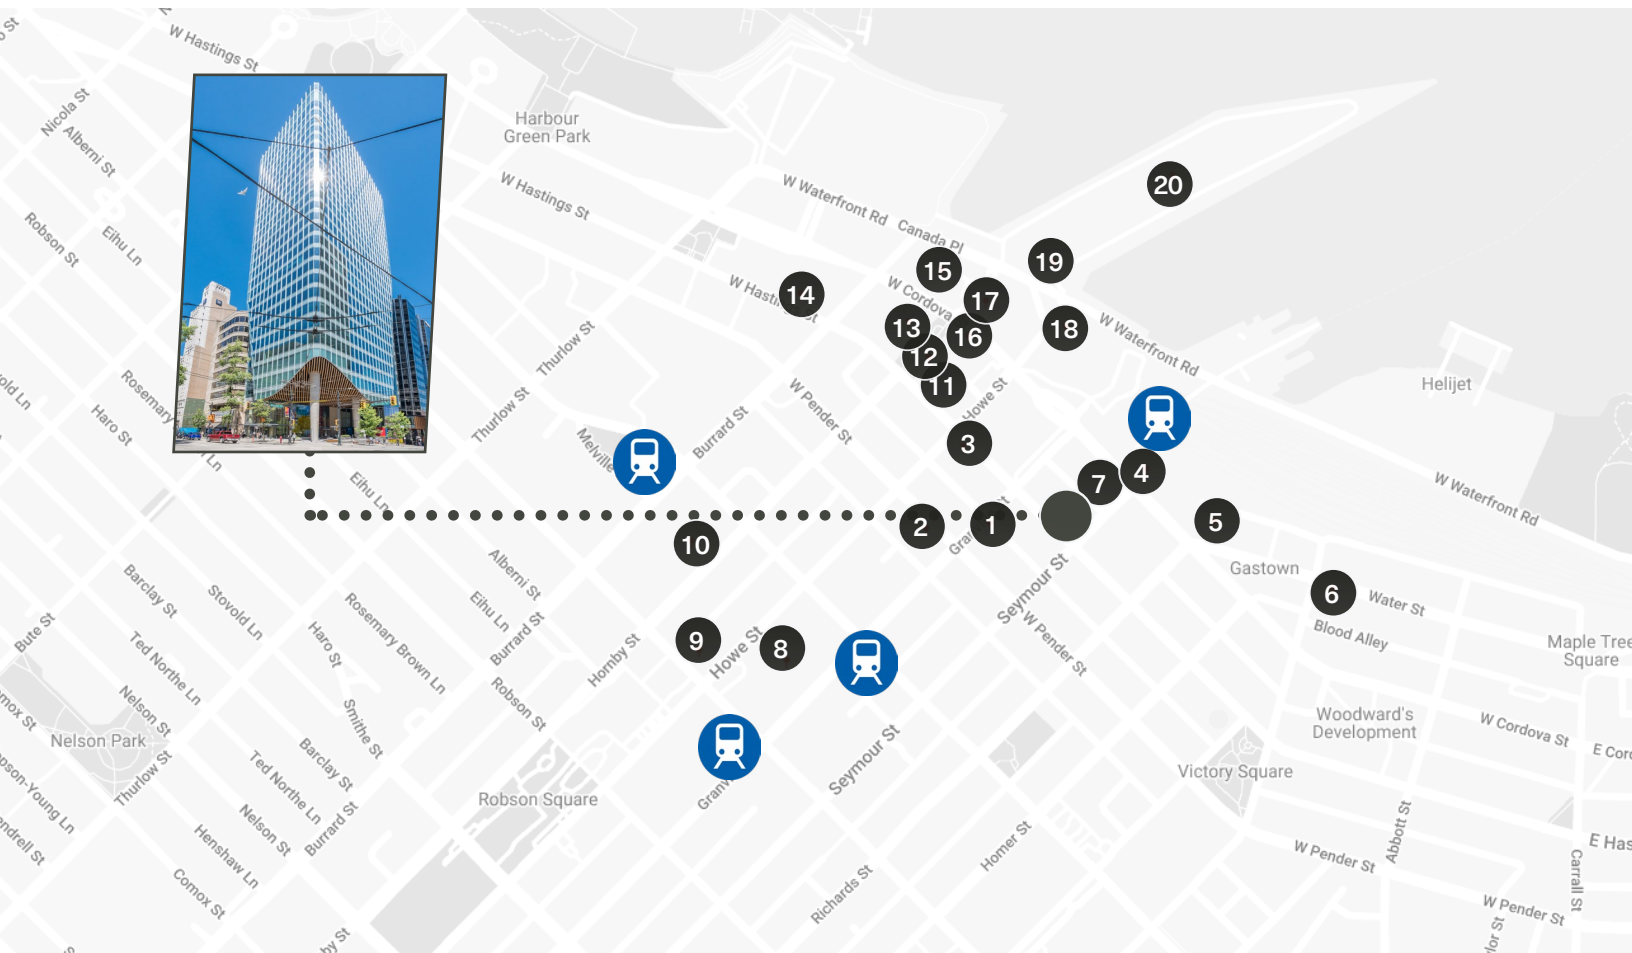 W Hastings St
Nicola St
Alberni St
Robson St
Eihu Ln
Harbour
Green Park
W Hastings St
W Waterfront Rd
Canada Pl
20
19
15
17
14
W Cordova
13
16
18
12
11
W Waterfront Rd
Thurlow St
Thurlow St
Rosemary
Haro St
Burrard St
W Pender St
Howe St
Helijet
3
Melville
Eihu Ln
4
7
W Waterfront Rd
10
2
1
5
Seymour St
Gastown
6
Water St
Blood Alley
Maple Tree
Square
Alberni St
Eihu Ln
Burrard St
Barclay St
Stovold Ln
Rosemary Brown Ln
Haro St
Bute St
Ted Northe Ln
Hornby St
9
Howe St
8
W Pender St
Nelson St
Smithe St
Robson St
Nelson Park
Thurlow St
Barclay St
Ted Northe Ln
Seymour St
Woodward's
Development
W Cordova St
Victory Square
Robson Square
Nelson St
Burrard St
Henshaw Ln
Comox St
Homer St
Richards St
W Pender St
Abbott St
Carrall St
W Pender St